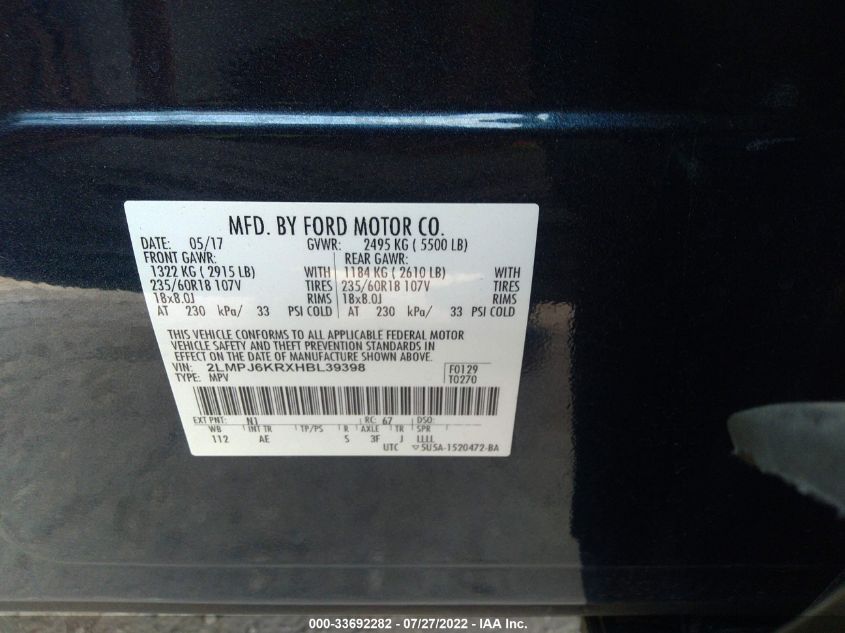 MFD. BY FORD MOTOR CO.
DATE: 05/17 GVWR: 2495 KG ( 5500 LB)
FRONT GAWR: REAR GAWR:
1322 KG ( 2915 LB) WITH 1184 KG ( 2610 LB) WITH
235/60R18 107V TIRES 235/60R18 107V TIRES
18x8.0J RIMS 18x8.0J RIMS
AT 230 kPa/ 33 PSI COLD AT 230 kPa/ 33 PSI COLD
THIS VEHICLE CONFORMS TO ALL APPLICABLE FEDERAL MOTOR
VEHICLE SAFETY AND THEFT PREVENTION STANDARDS IN
EFFECT ON THE DATE OF MANUFACTURE SHOWN ABOVE.
VIN: 2LMPJ6KRXHBL39398 F0129
TYPE: MPV T0270
EXT PNT: N1 RC: 67 DSO:
WB INT TR TP/PS R AXLE TR SPR
112 AE S 3F J LLLL
UTC 5U5A-1520472-BA
000-33692282 - 07/27/2022 - IAA Inc.